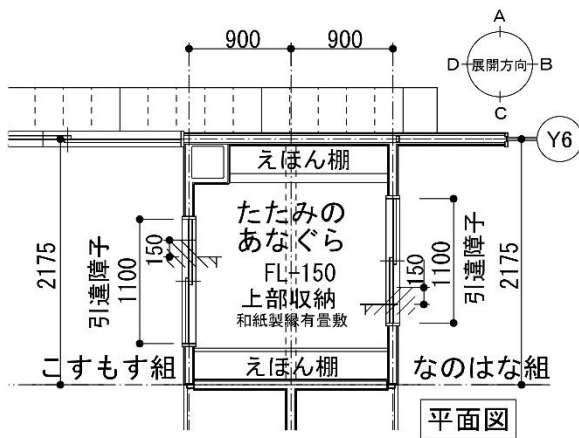 900
900
A
D
展開方向
B
C
Y6
えほん棚
たたみの
あなぐら
FL-150
上部収納
和紙製縁有畳敷
2175
引違障子
1100
150
150
1100
引違障子
2175
えほん棚
こすもす組
なのはな組
平面図